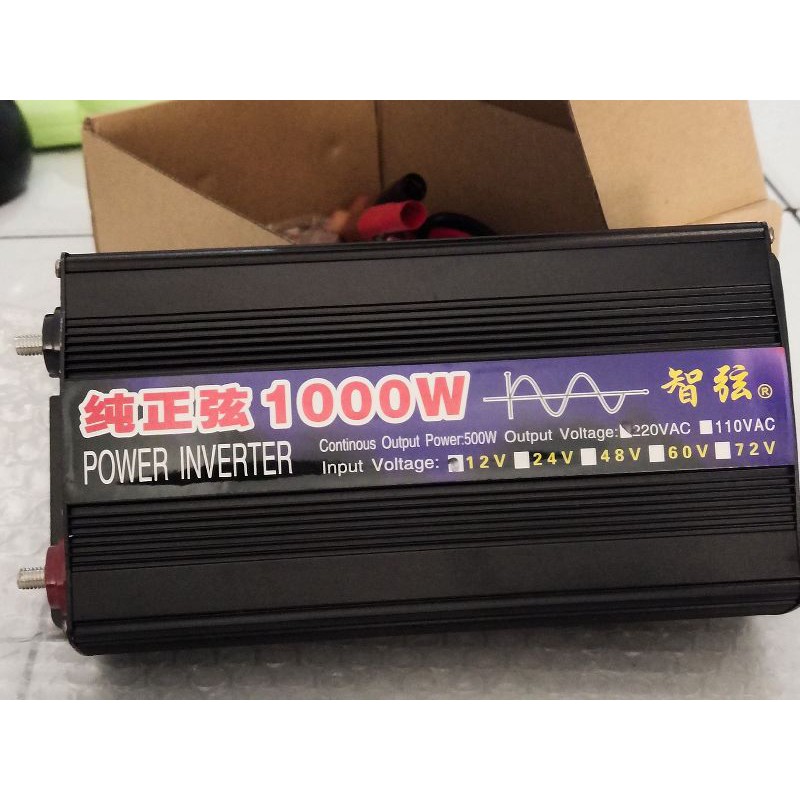 纯正弦1000W 智弦®
POWER INVERTER
Continous Output Power:500W Output Voltage: 220VAC 110VAC
Input Voltage: 12V 24V 48V 60V 72V